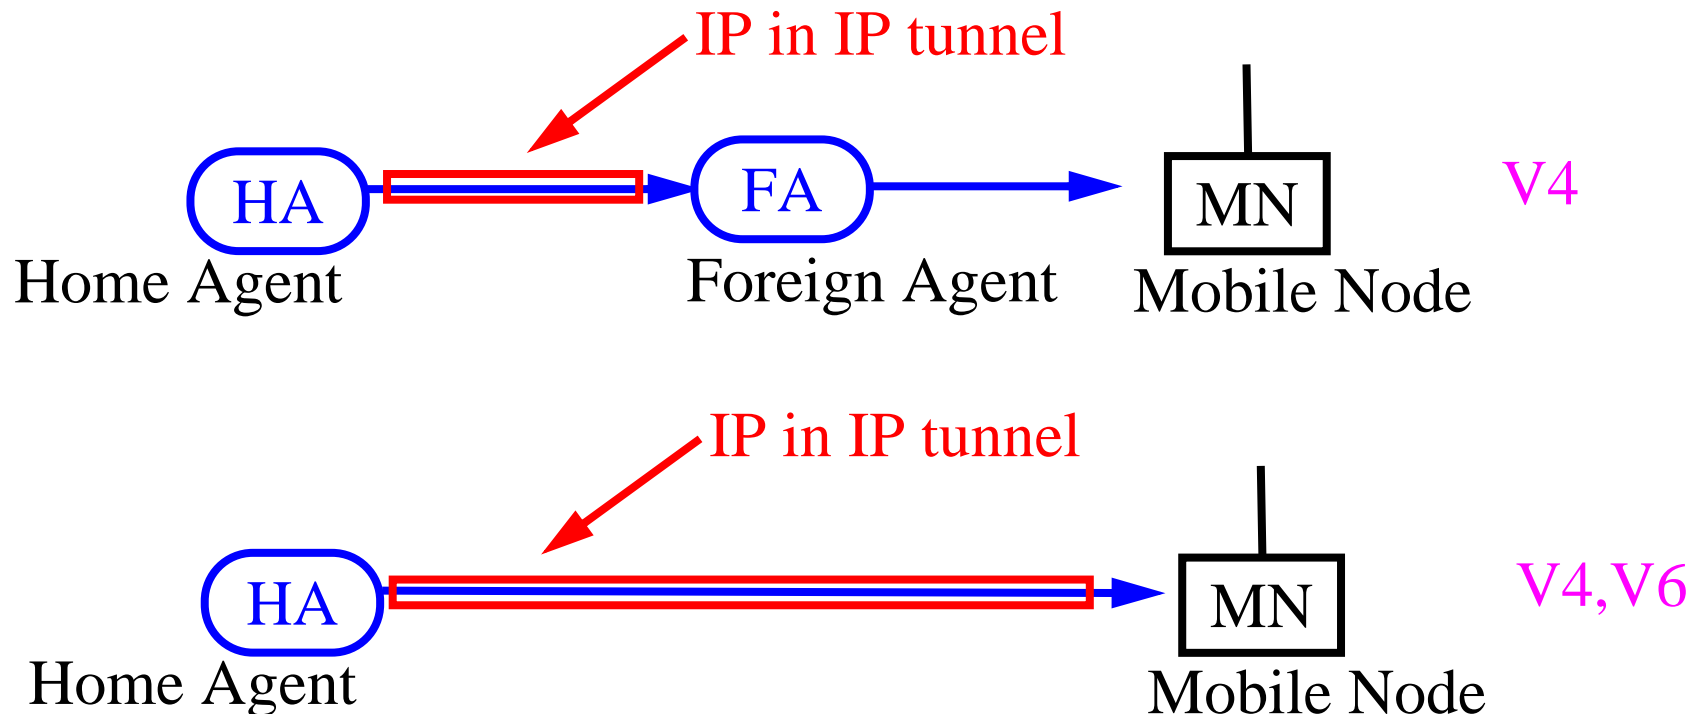 IP in IP tunnel
HA
FA
MN
V4
Home Agent
Foreign Agent
Mobile Node
IP in IP tunnel
HA
MN
V4,V6
Home Agent
Mobile Node